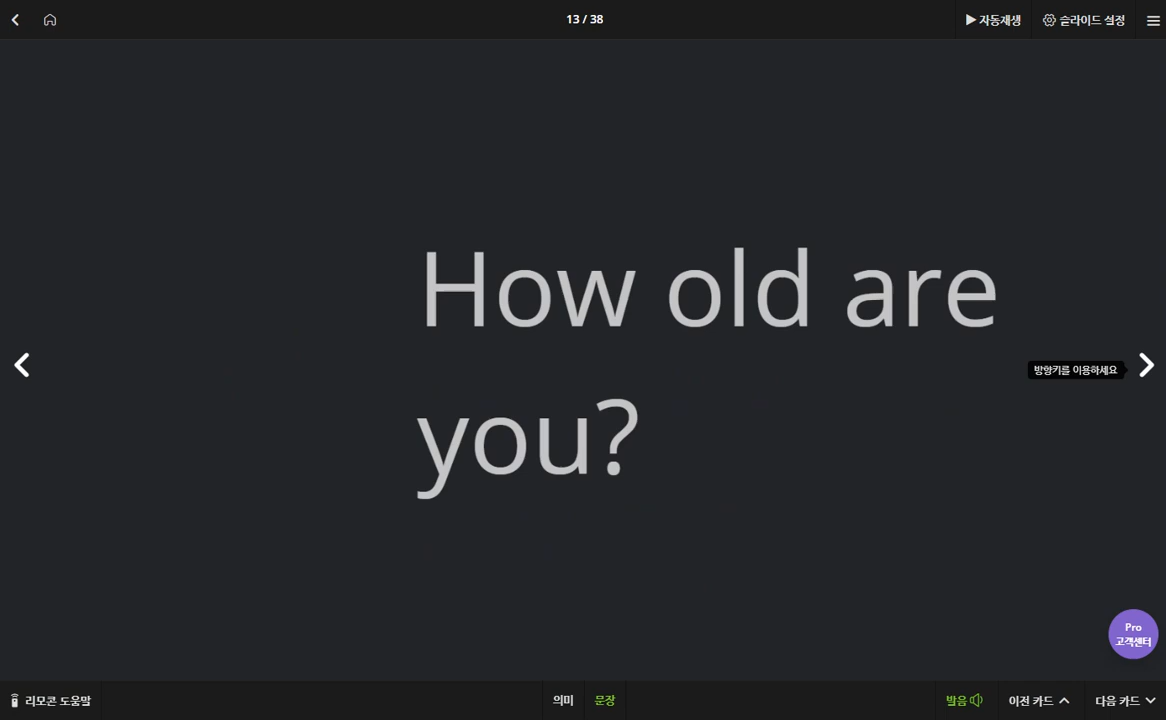 13 / 38
자동재생
슬라이드 설정
How old are
you?
방향키를 이용하세요
Pro
고객센터
리모콘 도움말
의미
문장
발음
이전 카드
다음 카드